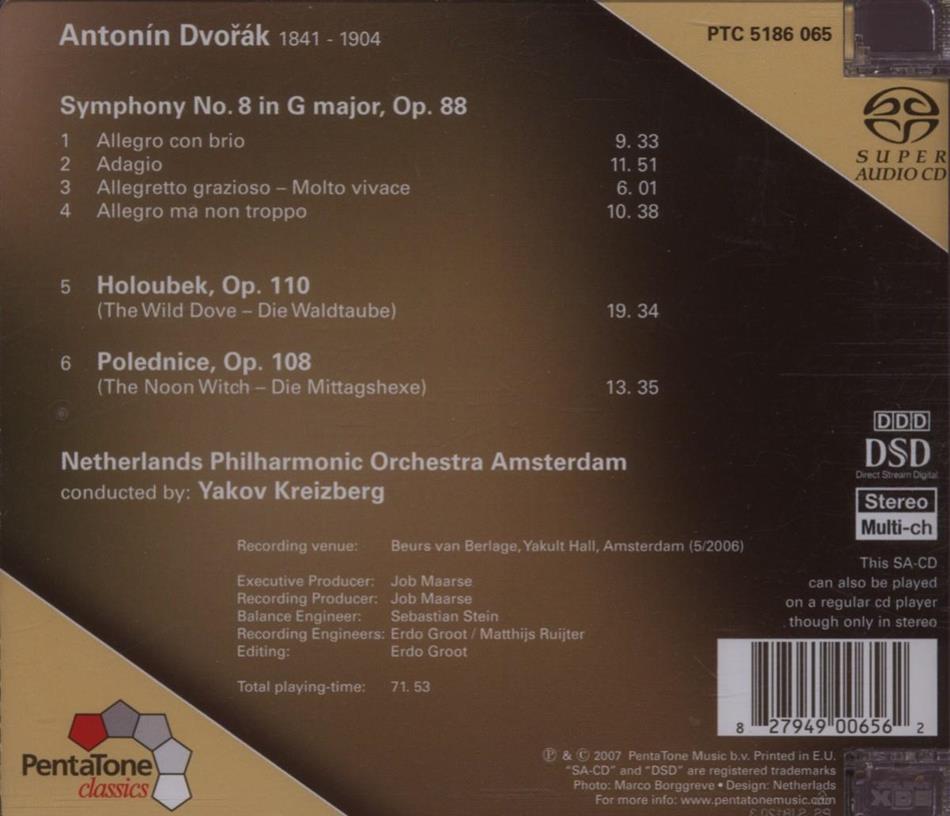 Antonín Dvořák 1841 - 1904
PTC 5186 065
SUPER
AUDIO CD
Symphony No. 8 in G major, Op. 88
1 Allegro con brio 9. 33
2 Adagio 11. 51
3 Allegretto grazioso – Molto vivace 6. 01
4 Allegro ma non troppo 10. 38
5 Holoubek, Op. 110
(The Wild Dove – Die Waldtaube) 19. 34
6 Polednice, Op. 108
(The Noon Witch – Die Mittagshexe) 13. 35
DDD
DSD
Direct Stream Digital
Stereo
Multi-ch
Netherlands Philharmonic Orchestra Amsterdam
conducted by: Yakov Kreizberg
Recording venue: Beurs van Berlage, Yakult Hall, Amsterdam (5/2006)
Executive Producer: Job Maarse
Recording Producer: Job Maarse
Balance Engineer: Sebastian Stein
Recording Engineers: Erdo Groot / Matthijs Ruijter
Editing: Erdo Groot
Total playing-time: 71. 53
This SA-CD
can also be played
on a regular cd player
though only in stereo
8 27949 00656 2
PentaTone
classics
℗ & © 2007 PentaTone Music b.v. Printed in E.U.
“SA-CD” and “DSD” are registered trademarks
Photo: Marco Borggreve • Design: Netherlads
For more info: www.pentatonemusic.com